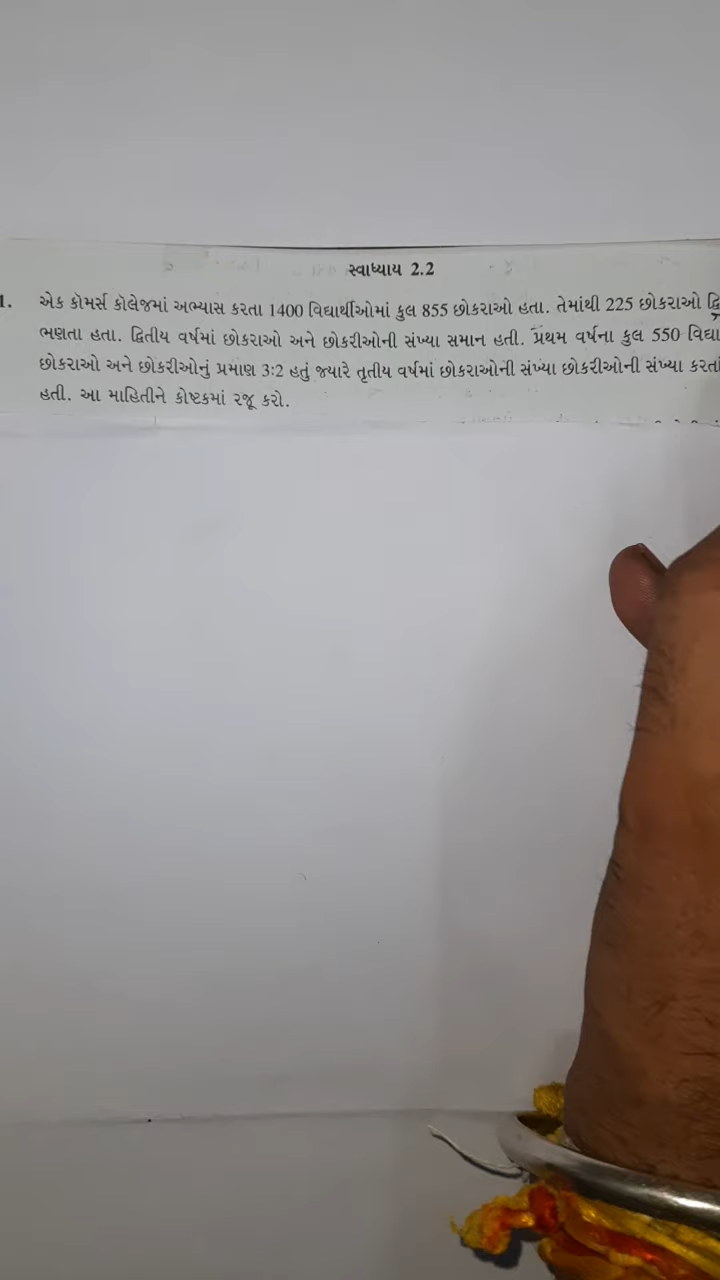 સ્વાધ્યાય 2.2
1. એક કૉમર્સ કૉલેજમાં અભ્યાસ કરતા 1400 વિદ્યાર્થીઓમાં કુલ 855 છોકરાઓ હતા. તેમાંથી 225 છોકરાઓ
ભણતા હતા. દ્વિતીય વર્ષમાં છોકરાઓ અને છોકરીઓની સંખ્યા સમાન હતી. પ્રથમ વર્ષના કુલ 550
છોકરાઓ અને છોકરીઓનું પ્રમાણ 3:2 હતું જ્યારે તૃતીય વર્ષમાં છોકરાઓની સંખ્યા છોકરીઓની સંખ્યા કરતાં
હતી. આ માહિતીને કોષ્ટકમાં રજૂ કરો.